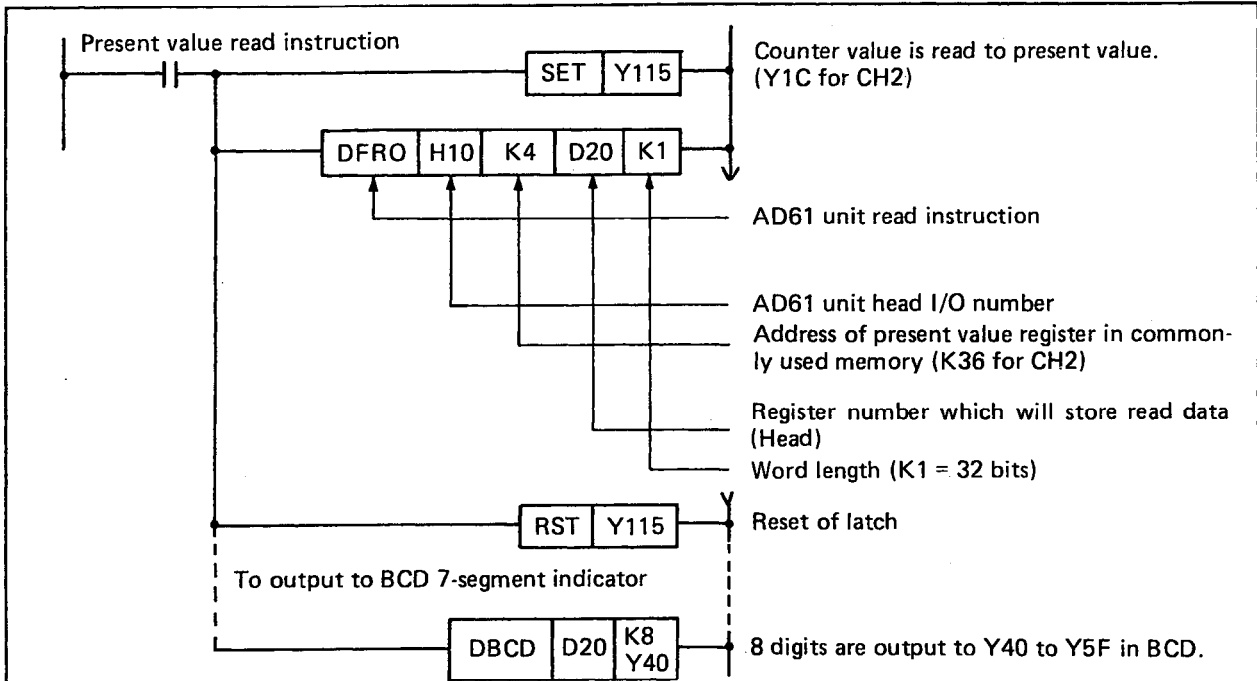 Present value read instruction
SET Y115
Counter value is read to present value.
(Y1C for CH2)
DFRO H10 K4 D20 K1
AD61 unit read instruction
AD61 unit head I/O number
Address of present value register in common-
ly used memory (K36 for CH2)
Register number which will store read data
(Head)
Word length (K1 = 32 bits)
RST Y115
Reset of latch
To output to BCD 7-segment indicator
DBCD D20 K8
Y40
8 digits are output to Y40 to Y5F in BCD.